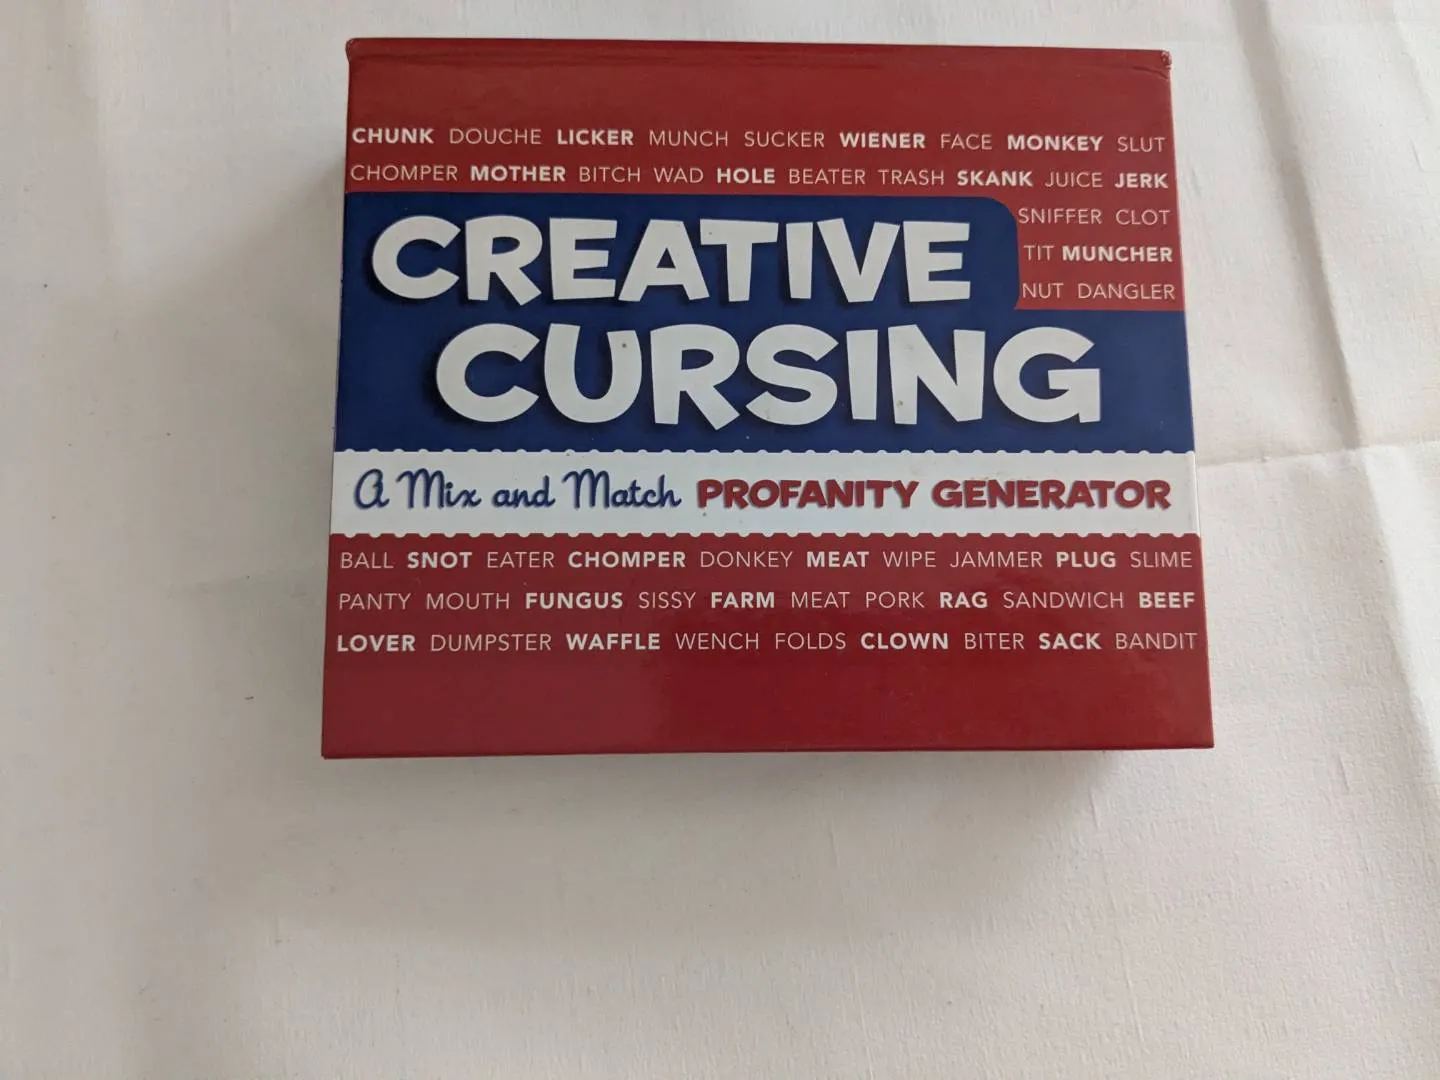 CHUNK DOUCHE LICKER MUNCH SUCKER WIENER FACE MONKEY SLUT
CHOMPER MOTHER BITCH WAD HOLE BEATER TRASH SKANK JUICE JERK
SNIFFER CLOT
TIT MUNCHER
NUT DANGLER
CREATIVE
CURSING
A Mix and Match PROFANITY GENERATOR
BALL SNOT EATER CHOMPER DONKEY MEAT WIPE JAMMER PLUG SLIME
PANTY MOUTH FUNGUS SISSY FARM MEAT PORK RAG SANDWICH BEEF
LOVER DUMPSTER WAFFLE WENCH FOLDS CLOWN BITER SACK BANDIT